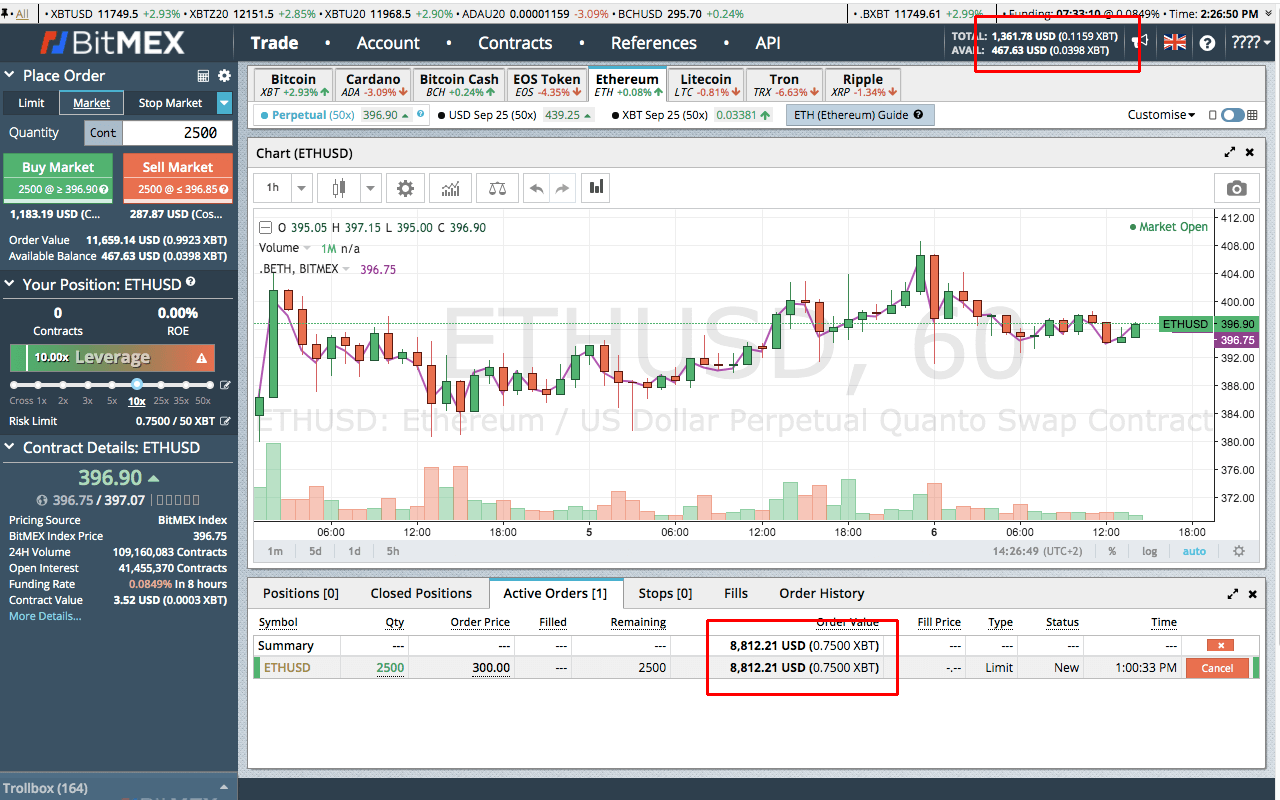 All • XBTUSD 11749.5 +2.93% • XBTZ20 12151.5 +2.85% • XBTU20 11968.5 +2.90% • ADAU20 0.00001159 -3.09% • BCHUSD 295.70 +0.24% • .BXBT 11749.61 +2.99% • Funding: 07:33:10 @ 0.0849% • Time: 2:26:50 PM
BitMEX Trade • Account • Contracts • References • API
TOTAL: 1,361.78 USD (0.1159 XBT)
AVAIL: 467.63 USD (0.0398 XBT)
????
Place Order
Limit Market Stop Market
Quantity Cont 2500
Buy Market Sell Market
2500 @ ≥ 396.90 2500 @ ≤ 396.85
1,183.19 USD (C... 287.87 USD (Cos...
Order Value 11,659.14 USD (0.9923 XBT)
Available Balance 467.63 USD (0.0398 XBT)
Your Position: ETHUSD
0 0.00%
Contracts ROE
10.00x Leverage
Cross 1x 2x 3x 5x 10x 25x 35x 50x
Risk Limit 0.7500 / 50 XBT
Contract Details: ETHUSD
396.90
396.75 / 397.07
Pricing Source BitMEX Index
BitMEX Index Price 396.75
24H Volume 109,160,083 Contracts
Open Interest 41,455,370 Contracts
Funding Rate 0.0849% In 8 hours
Contract Value 3.52 USD (0.0003 XBT)
More Details...
Trollbox (164)
Bitcoin Cardano Bitcoin Cash EOS Token Ethereum Litecoin Tron Ripple
XBT +2.93% ADA -3.09% BCH +0.24% EOS -4.35% ETH +0.08% LTC -0.81% TRX -6.63% XRP -1.34%
Perpetual (50x) 396.90 USD Sep 25 (50x) 439.25 XBT Sep 25 (50x) 0.03381 ETH (Ethereum) Guide Customise
Chart (ETHUSD)
1h
O 395.05 H 397.15 L 395.00 C 396.90
Market Open
Volume 1M n/a
.BETH, BITMEX 396.75
ETHUSD, 60
ETHUSD: Ethereum / US Dollar Perpetual Quanto Swap Contract
412.00
408.00
404.00
400.00
ETHUSD 396.90
396.75
392.00
388.00
384.00
380.00
376.00
372.00
06:00 12:00 18:00 5 06:00 12:00 18:00 6 06:00 12:00 18:00
1m 5d 1d 5h 14:26:49 (UTC+2) % log auto
Positions [0] Closed Positions Active Orders [1] Stops [0] Fills Order History
Symbol Qty Order Price Filled Remaining Order Value Fill Price Type Status Time
Summary --- --- --- --- 8,812.21 USD (0.7500 XBT) --- --- --- ---
ETHUSD 2500 300.00 --- 2500 8,812.21 USD (0.7500 XBT) -.-- Limit New 1:00:33 PM Cancel